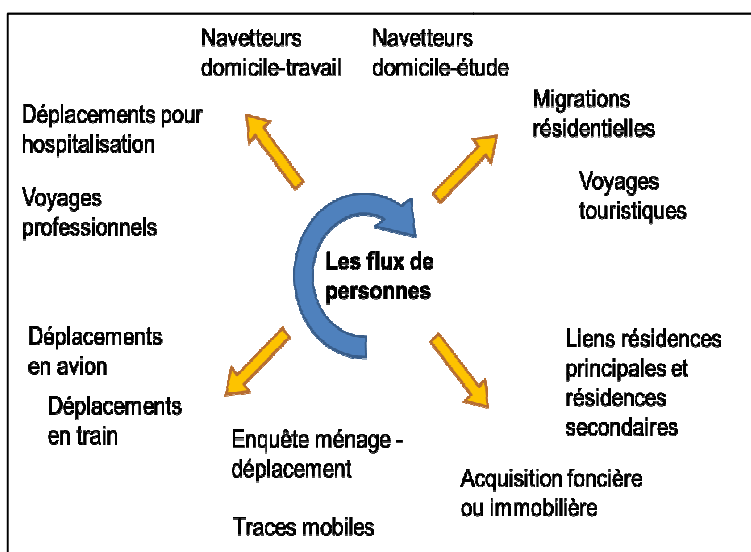 Navetteurs
domicile-travail
Navetteurs
domicile-étude
Déplacements pour
hospitalisation
Migrations
résidentielles
Voyages
professionnels
Voyages
touristiques
Les flux de
personnes
Déplacements
en avion
Déplacements
en train
Liens résidences
principales et
résidences
secondaires
Enquête ménage -
déplacement
Acquisition foncière
ou immobilière
Traces mobiles